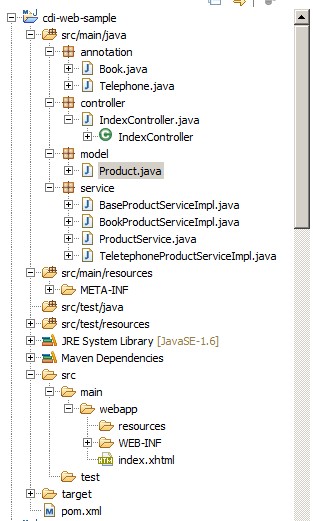 cdi-web-sample
src/main/java
annotation
Book.java
Telephone.java
controller
IndexController.java
IndexController
model
Product.java
service
BaseProductServiceImpl.java
BookProductServiceImpl.java
ProductService.java
TeletephoneProductServiceImpl.java
src/main/resources
META-INF
src/test/java
src/test/resources
JRE System Library [JavaSE-1.6]
Maven Dependencies
src
main
webapp
resources
WEB-INF
index.xhtml
test
target
pom.xml